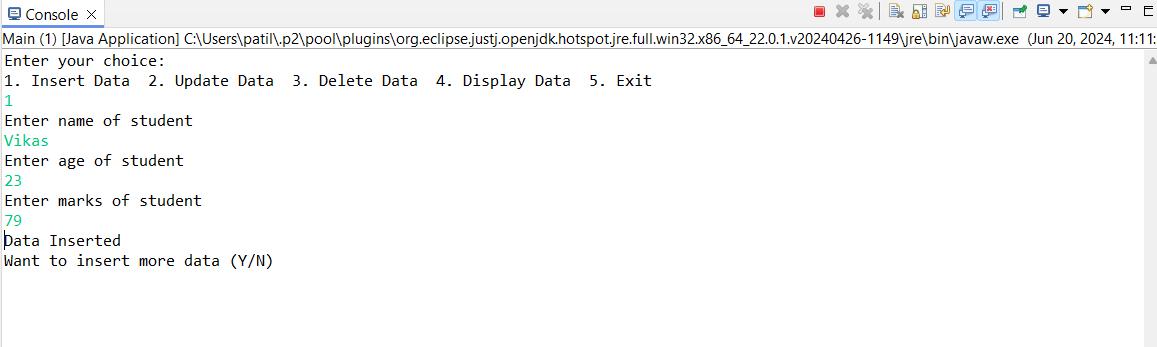 Console
Main (1) [Java Application] C:\Users\patil\.p2\pool\plugins\org.eclipse.justj.openjdk.hotspot.jre.full.win32.x86_64_22.0.1.v20240426-1149\jre\bin\javaw.exe (Jun 20, 2024, 11:11:
Enter your choice:
1. Insert Data  2. Update Data  3. Delete Data  4. Display Data  5. Exit
1
Enter name of student
Vikas
Enter age of student
23
Enter marks of student
79
Data Inserted
Want to insert more data (Y/N)